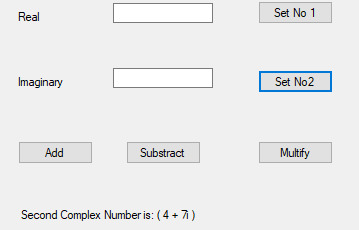 Real
Set No 1
Imaginary
Set No2
Add
Substract
Multify
Second Complex Number is: ( 4 + 7i )